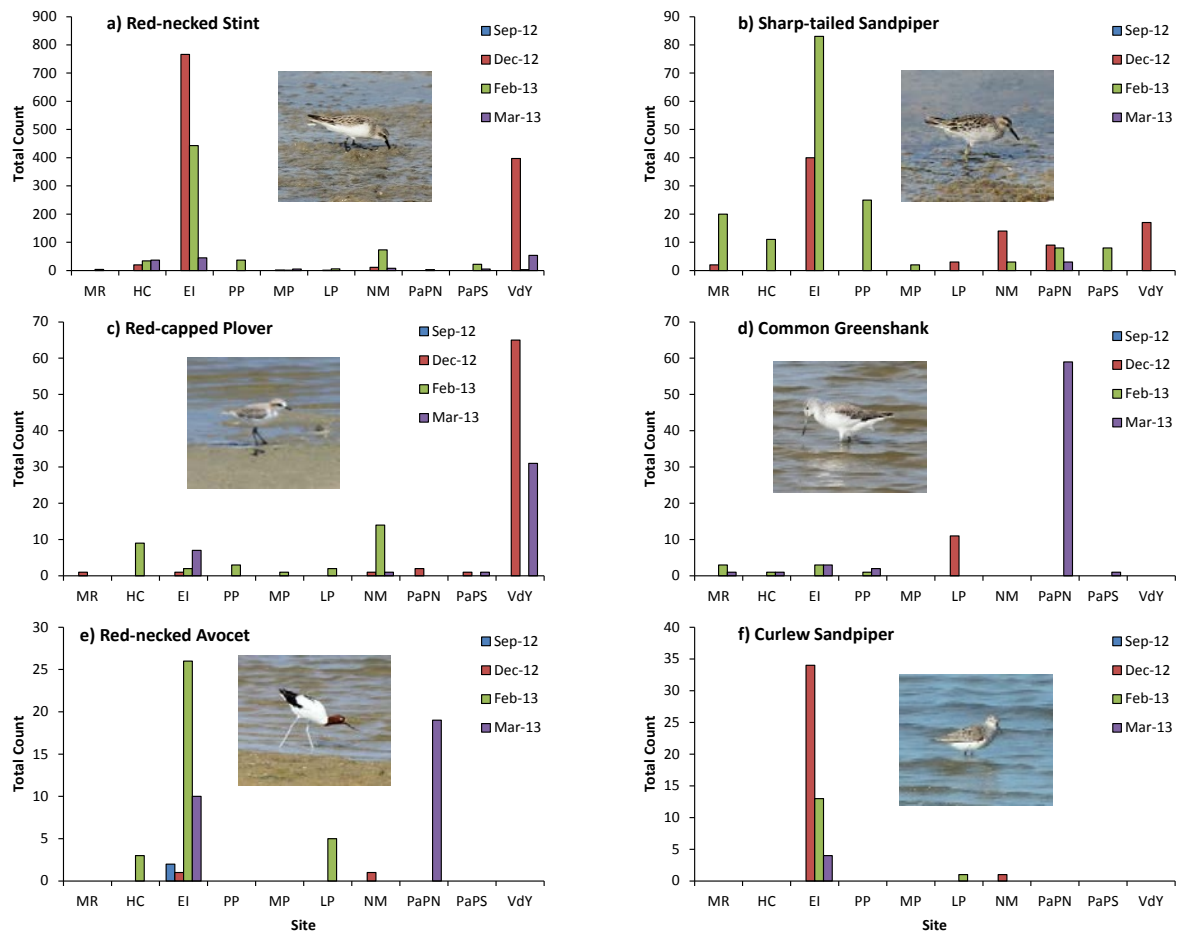 a) Red-necked Stint
Total Count
900
800
700
600
500
400
300
200
100
0
Sep-12
Dec-12
Feb-13
Mar-13
MR HC EI PP MP LP NM PaPN PaPS VdY
b) Sharp-tailed Sandpiper
Total Count
90
80
70
60
50
40
30
20
10
0
Sep-12
Dec-12
Feb-13
Mar-13
MR HC EI PP MP LP NM PaPN PaPS VdY
c) Red-capped Plover
Total Count
70
60
50
40
30
20
10
0
Sep-12
Dec-12
Feb-13
Mar-13
MR HC EI PP MP LP NM PaPN PaPS VdY
d) Common Greenshank
Total Count
70
60
50
40
30
20
10
0
Sep-12
Dec-12
Feb-13
Mar-13
MR HC EI PP MP LP NM PaPN PaPS VdY
e) Red-necked Avocet
Total Count
30
25
20
15
10
5
0
Sep-12
Dec-12
Feb-13
Mar-13
MR HC EI PP MP LP NM PaPN PaPS VdY
Site
f) Curlew Sandpiper
Total Count
40
35
30
25
20
15
10
5
0
Sep-12
Dec-12
Feb-13
Mar-13
MR HC EI PP MP LP NM PaPN PaPS VdY
Site